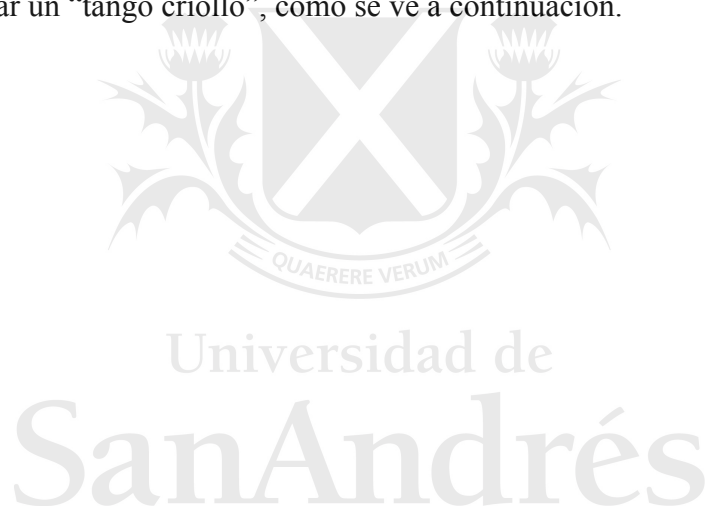 ar un “tango criollo”, como se ve a continuación.
QUAERERE VERUM
Universidad de
SanAndrés